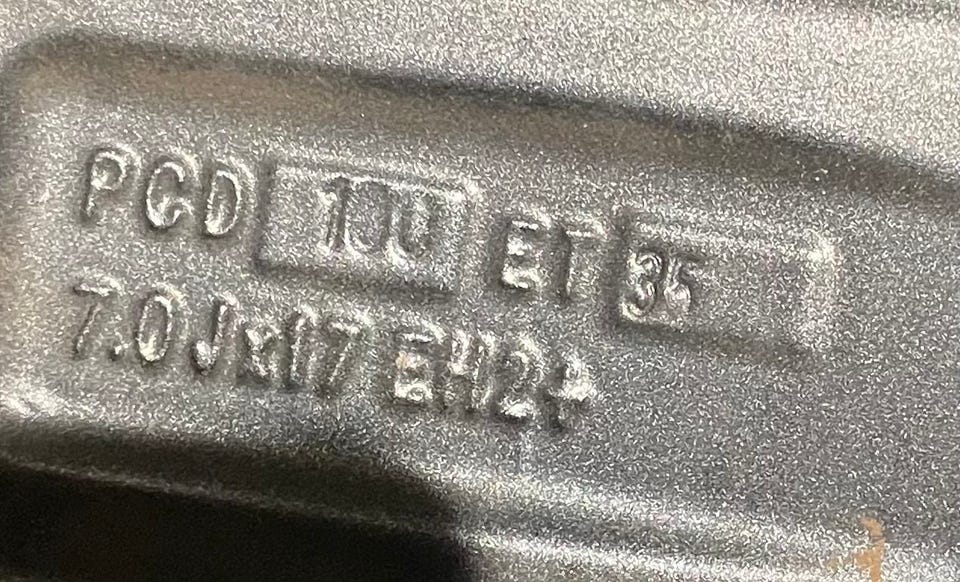 PCD 100 ET 35
7.0Jx17 EH2+